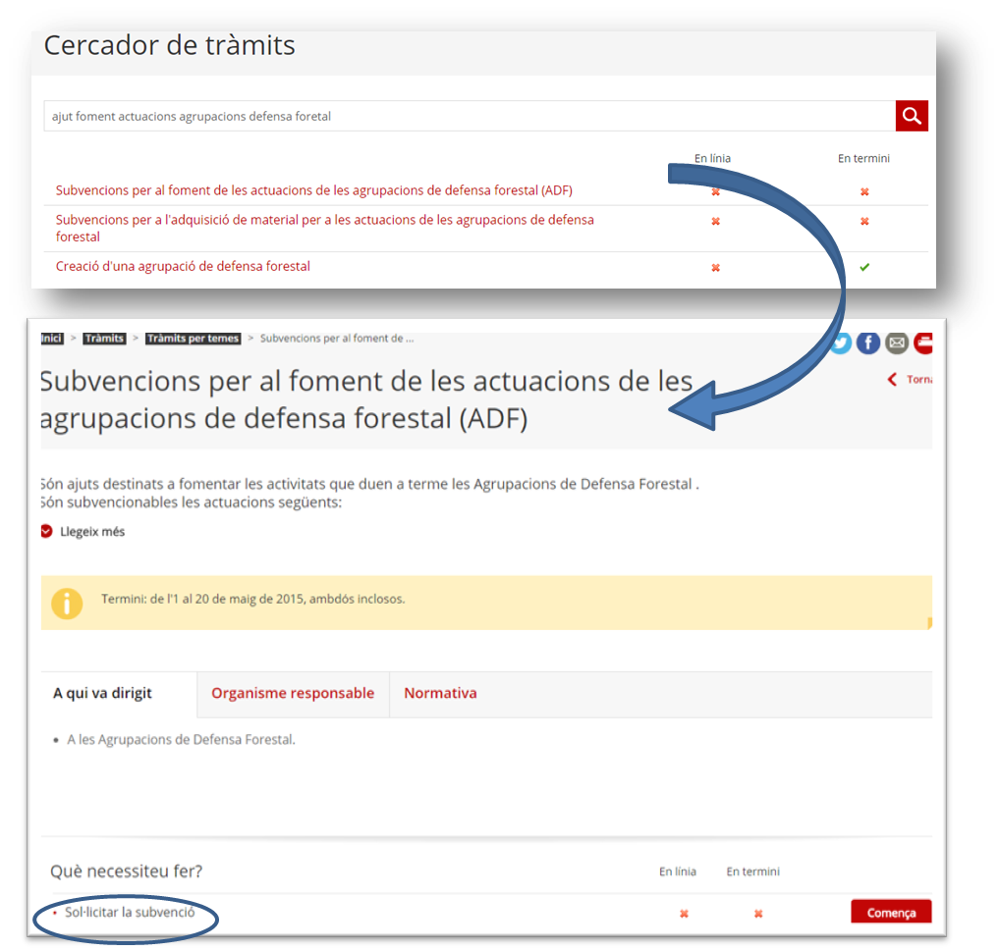 Cercador de tràmits
ajut foment actuacions agrupacions defensa foretal
En línia En termini
Subvencions per al foment de les actuacions de les agrupacions de defensa forestal (ADF)
Subvencions per a l'adquisició de material per a les actuacions de les agrupacions de defensa
forestal
Creació d'una agrupació de defensa forestal
Inici > Tràmits > Tràmits per temes > Subvencions per al foment de ...
Subvencions per al foment de les actuacions de les
agrupacions de defensa forestal (ADF)
Torna
Són ajuts destinats a fomentar les activitats que duen a terme les Agrupacions de Defensa Forestal .
Són subvencionables les actuacions següents:
Llegeix més
Termini: de l'1 al 20 de maig de 2015, ambdós inclosos.
A qui va dirigit Organisme responsable Normativa
• A les Agrupacions de Defensa Forestal.
Què necessiteu fer? En línia En termini
• Sol·licitar la subvenció Comença